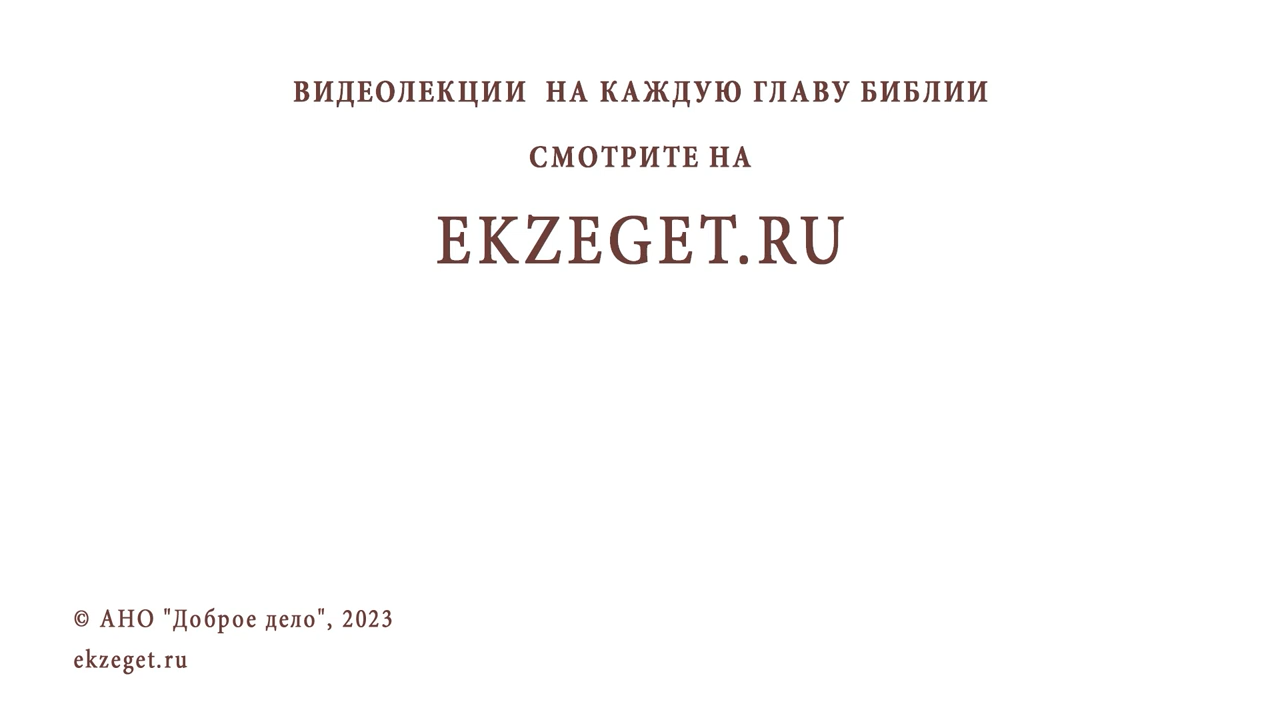 ВИДЕОЛЕКЦИИ НА КАЖДУЮ ГЛАВУ БИБЛИИ
СМОТРИТЕ НА
EKZEGET.RU
© АНО "Доброе дело", 2023
ekzeget.ru